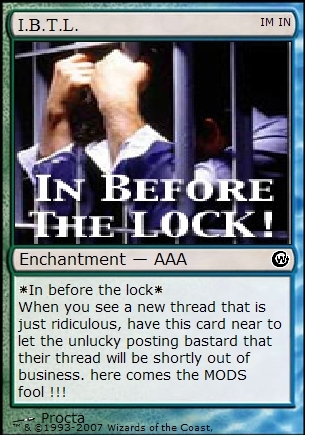 I.B.T.L. IM IN
IN BEFORE
THE LOCK!
Enchantment — AAA
*In before the lock*
When you see a new thread that is
just ridiculous, have this card near to
let the unlucky posting bastard that
their thread will be shortly out of
business. here comes the MODS
fool !!!
Procta
™ & ©1993-2007 Wizards of the Coast,